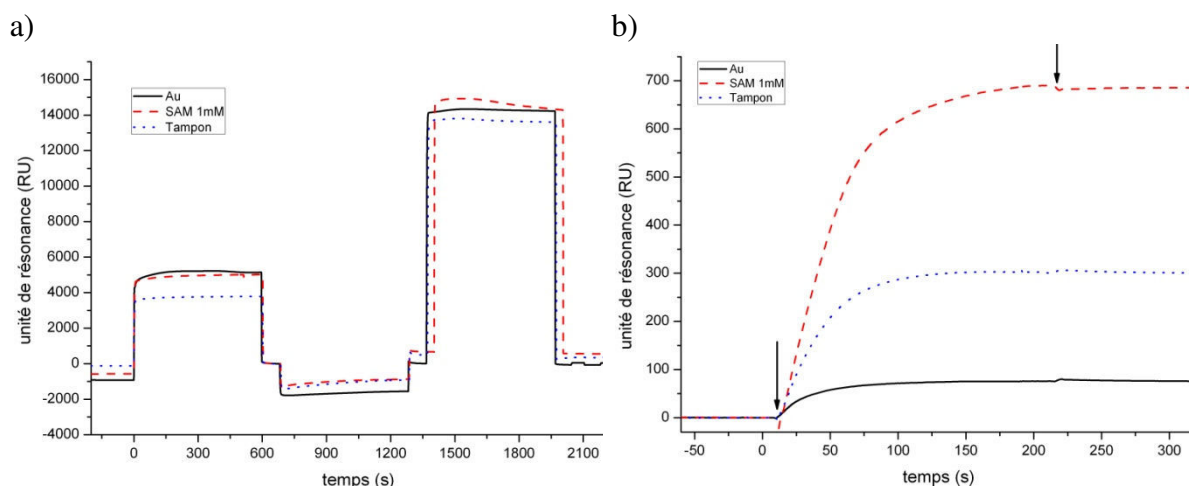 a)
16000
14000
12000
10000
8000
6000
4000
2000
0
-2000
-4000
unité de résonance (RU)
Au
SAM 1mM
Tampon
0
300
600
900
1200
1500
1800
2100
temps (s)
b)
700
600
500
400
300
200
100
0
unité de résonance (RU)
Au
SAM 1mM
Tampon
-50
0
50
100
150
200
250
300
temps (s)